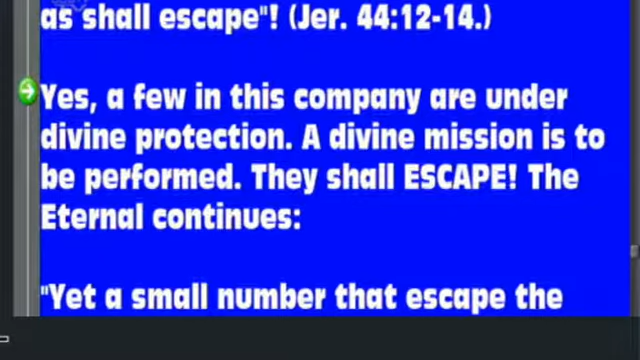 as shall escape"! (Jer. 44:12-14.)
Yes, a few in this company are under
divine protection. A divine mission is to
be performed. They shall ESCAPE! The
Eternal continues:
"Yet a small number that escape the